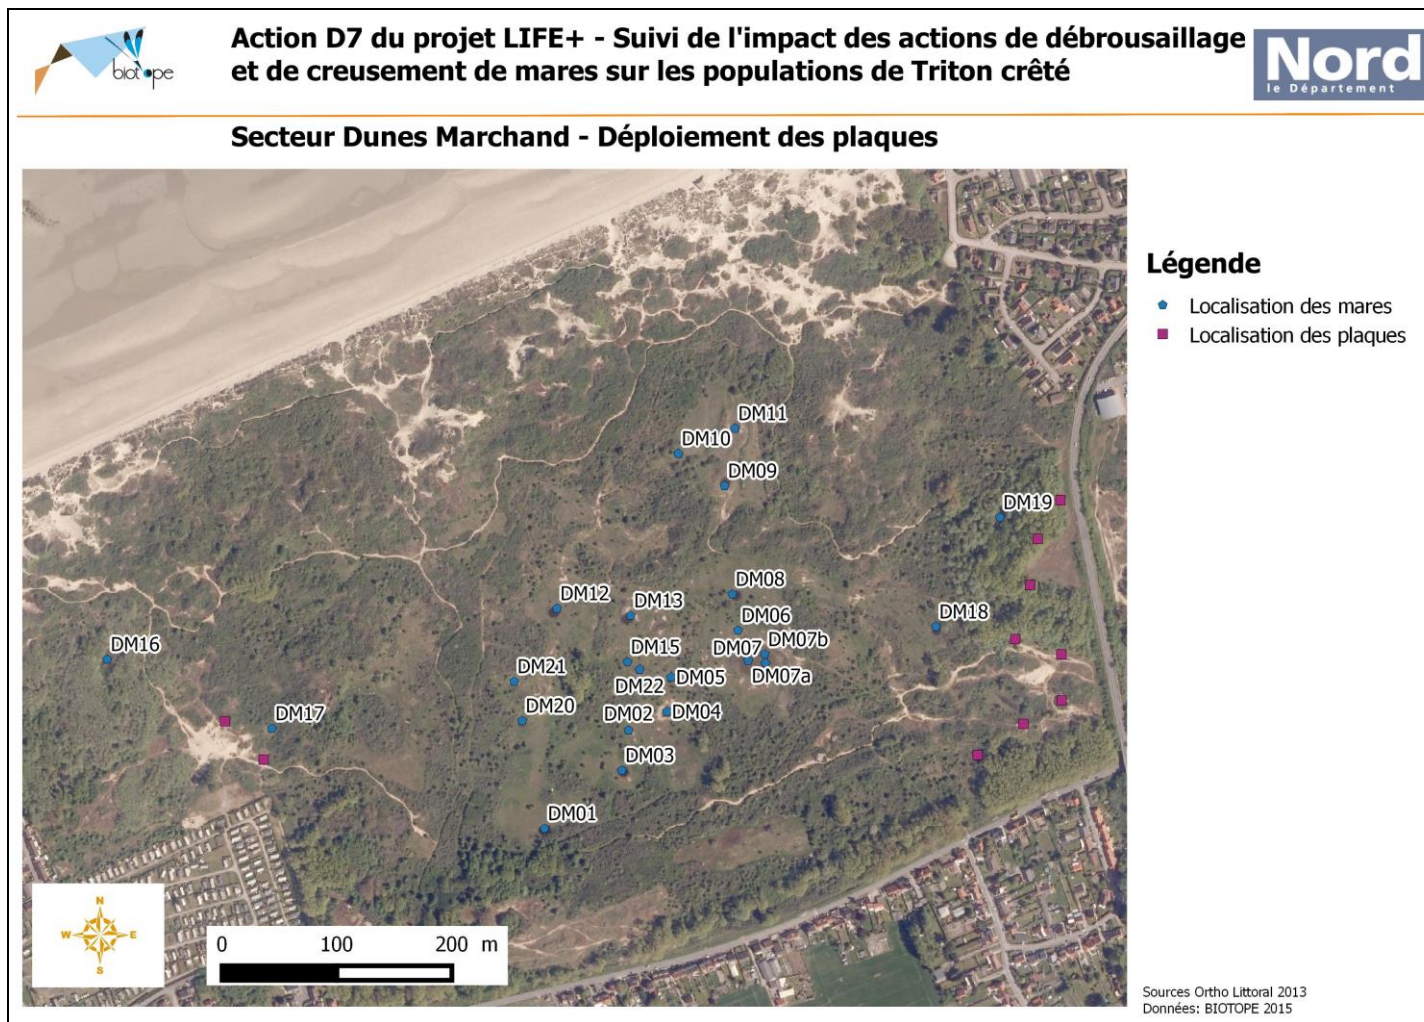 biotope
Action D7 du projet LIFE+ - Suivi de l'impact des actions de débrousaillage
et de creusement de mares sur les populations de Triton crêté
Nord
le Département
Secteur Dunes Marchand - Déploiement des plaques
Légende
Localisation des mares
Localisation des plaques
DM11
DM10
DM09
DM19
DM08
DM12
DM13
DM06
DM18
DM16
DM15
DM07
DM07b
DM21
DM22
DM05
DM07a
DM17
DM20
DM02
DM04
DM03
DM01
N
W
E
S
0 100 200 m
Sources Ortho Littoral 2013
Données: BIOTOPE 2015